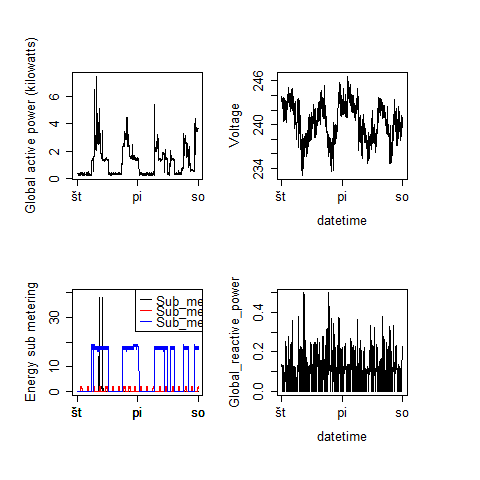 Global active power (kilowatts)
0 2 4 6
št pi so
Voltage
234 240 246
št pi so
datetime
Energy sub metering
0 10 30
Sub_me
Sub_me
Sub_me
št pi so
Global_reactive_power
0.0 0.2 0.4
št pi so
datetime